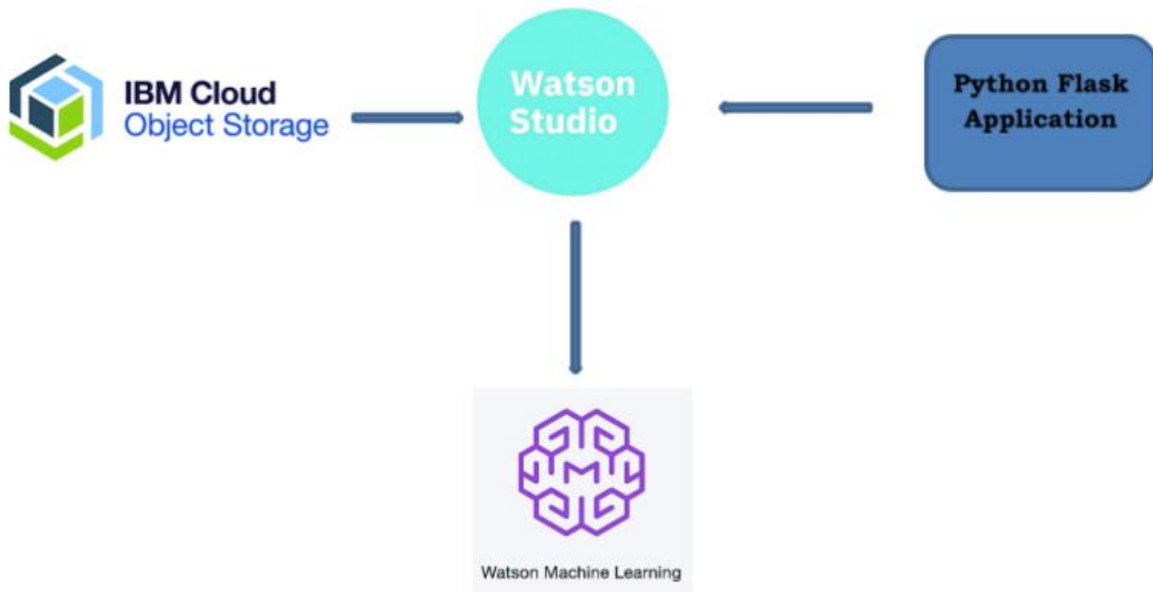 IBM Cloud
Object Storage
Watson
Studio
Python Flask
Application
Watson Machine Learning